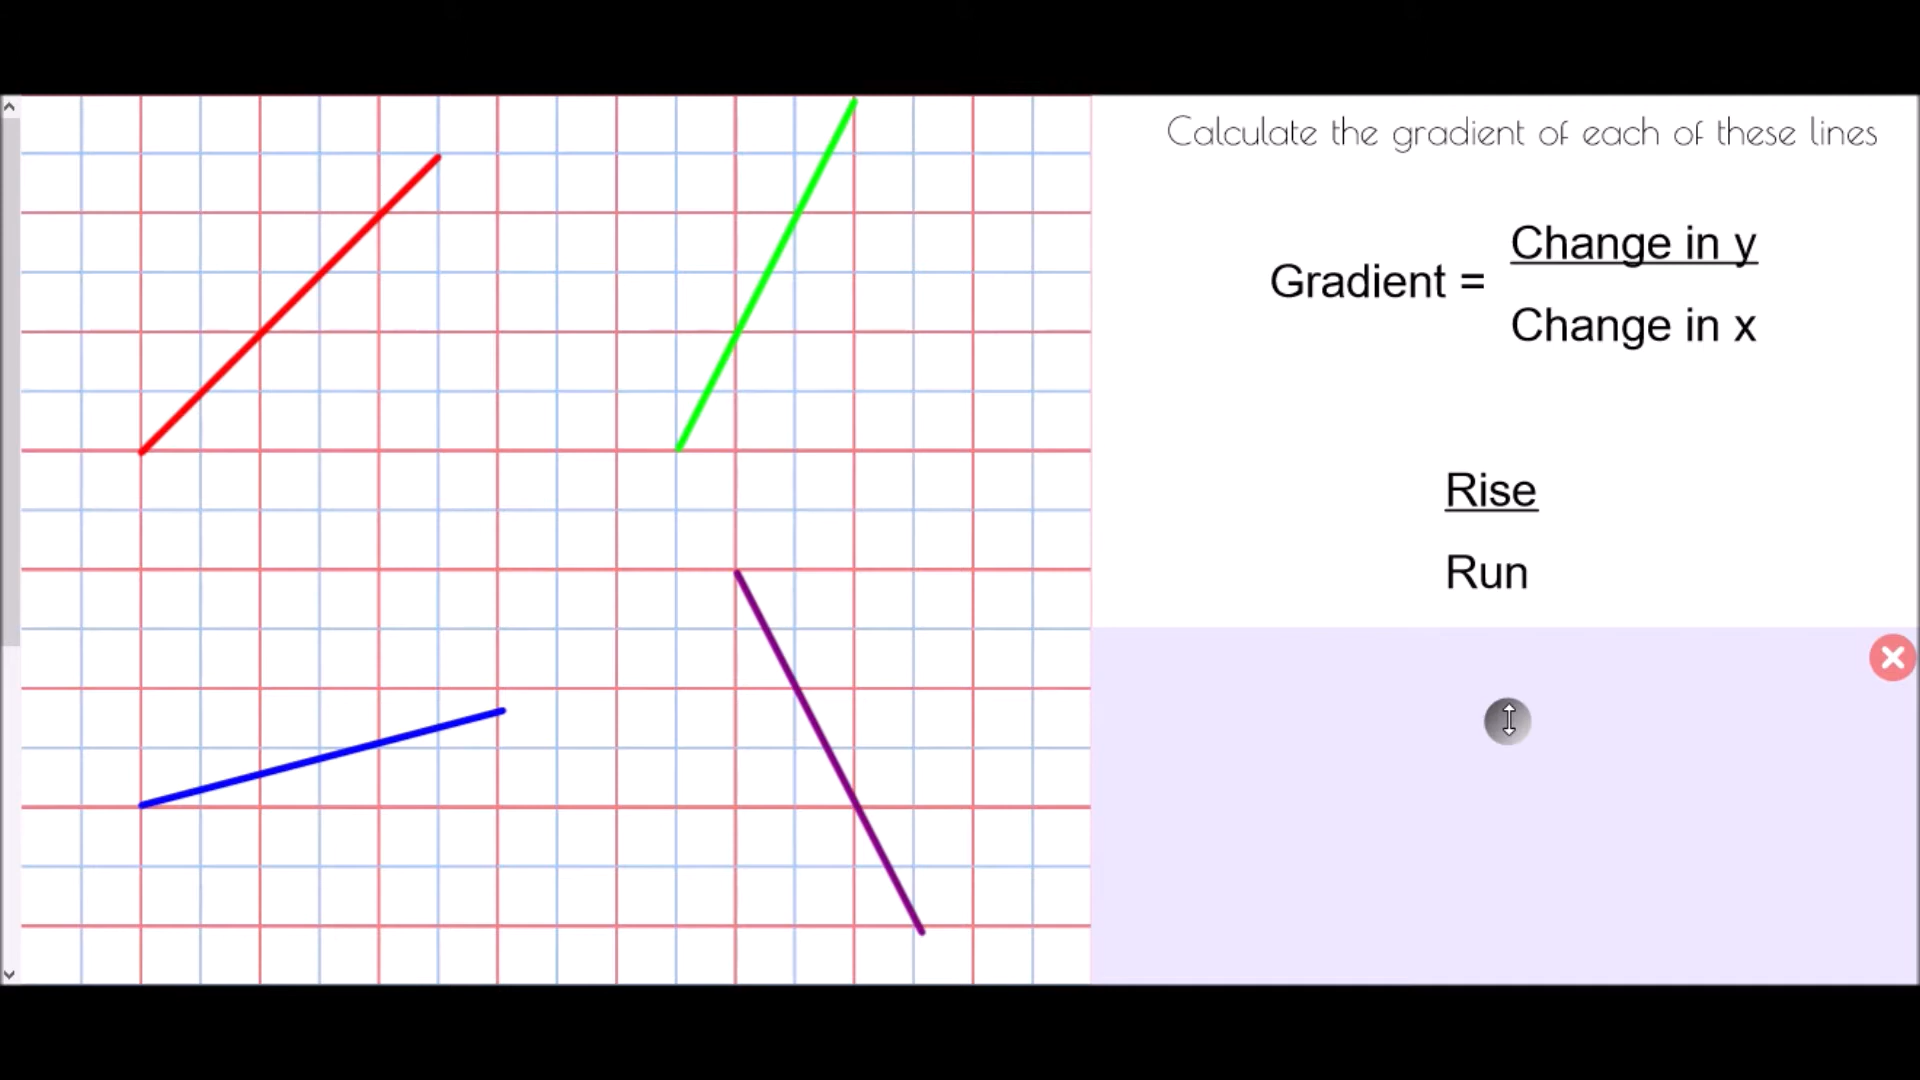 Calculate the gradient of each of these lines
Change in y
Gradient =
Change in x
Rise
Run